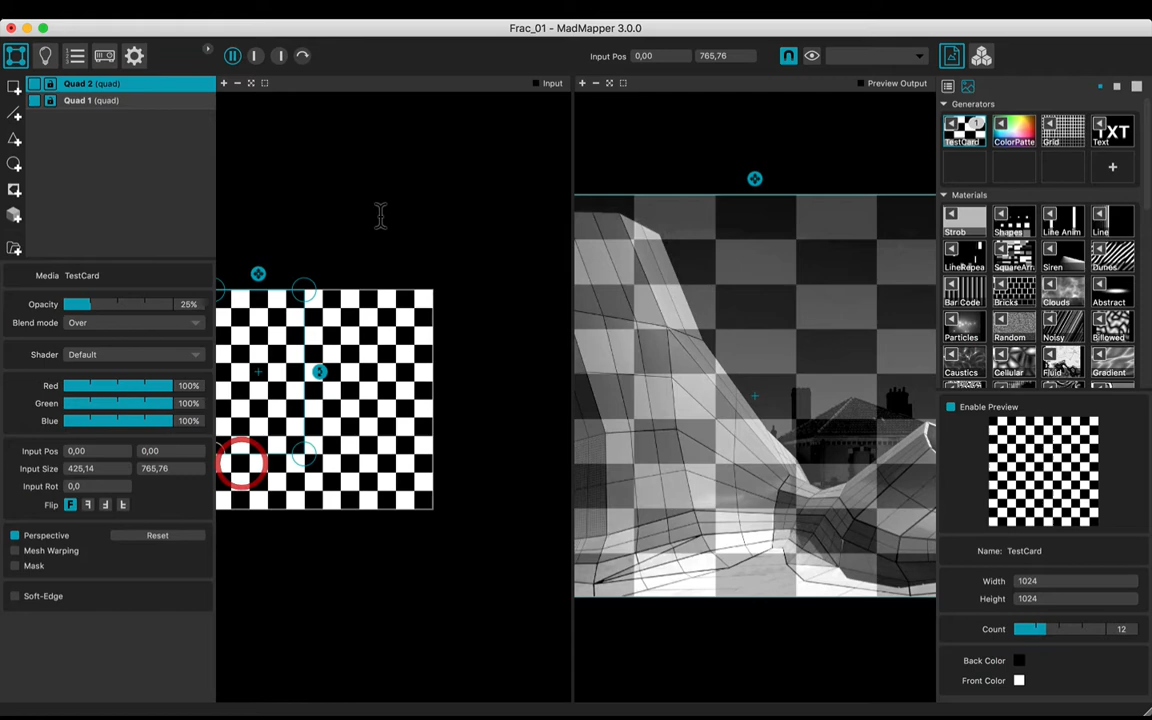 Frac_01 - MadMapper 3.0.0
Input Pos 0,00 765,76
Quad 2 (quad)
Quad 1 (quad)
Input
Preview Output
Media TestCard
Opacity 25%
Blend mode Over
Shader Default
Red 100%
Green 100%
Blue 100%
Input Pos 0,00 0,00
Input Size 425,14 765,76
Input Rot 0,0
Flip
Perspective Reset
Mesh Warping
Mask
Soft-Edge
Generators
TestCard ColorPatte Grid Text
1
TXT
Materials
Strob Shapes Line Anim Line
LineRepea SquareArr Siren Dunes
Bar Code Bricks Clouds Abstract
Particles Random Noisy Billowed
Caustics Cellular Fluid Gradient
Enable Preview
Name: TestCard
Width 1024
Height 1024
Count 12
Back Color
Front Color